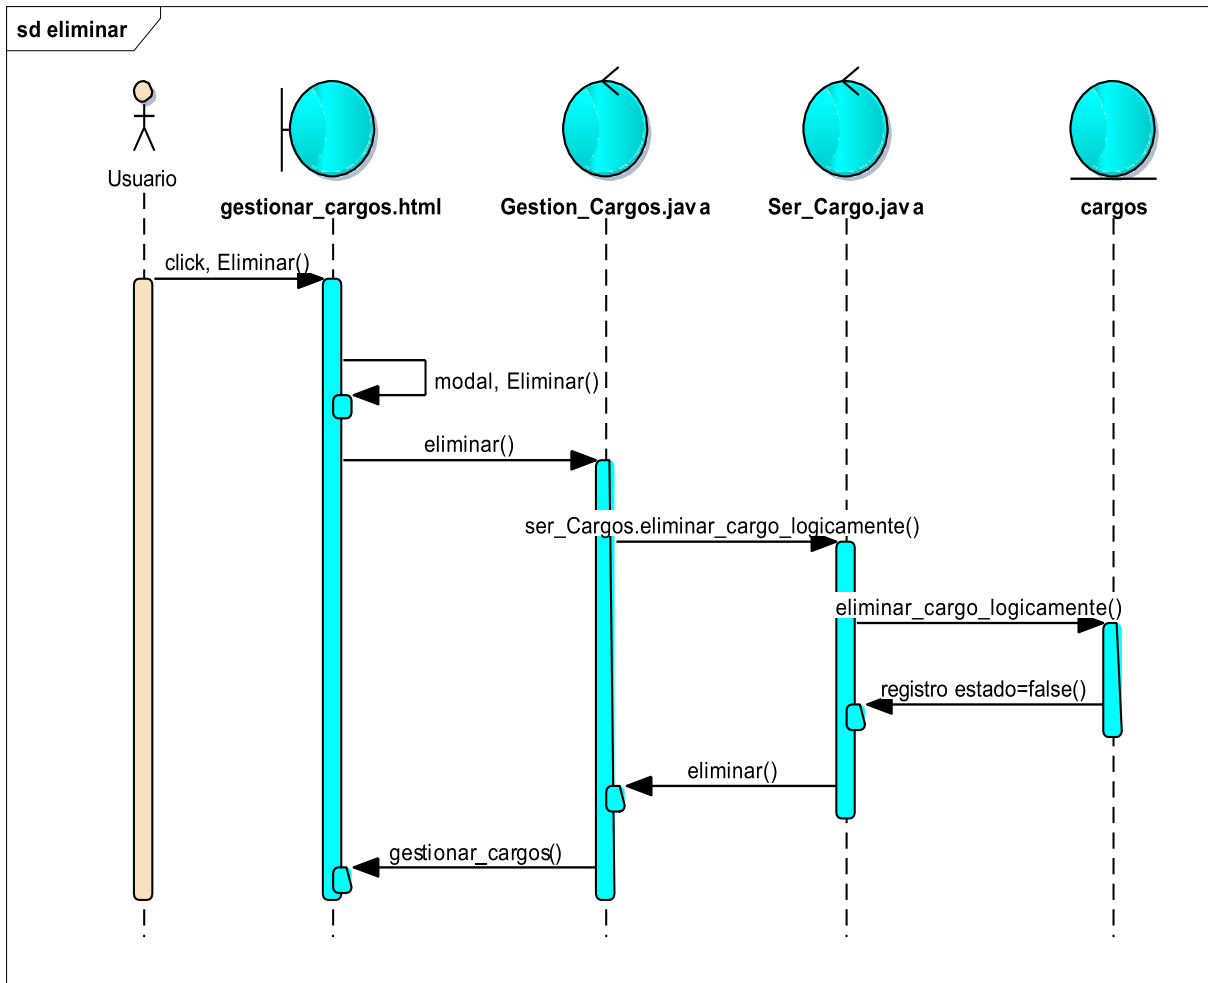 sd eliminar
Usuario
gestionar_cargos.html
Gestion_Cargos.java
Ser_Cargo.java
cargos
click, Eliminar()
modal, Eliminar()
eliminar()
ser_Cargos.eliminar_cargo_logicamente()
eliminar_cargo_logicamente()
registro estado=false()
eliminar()
gestionar_cargos()